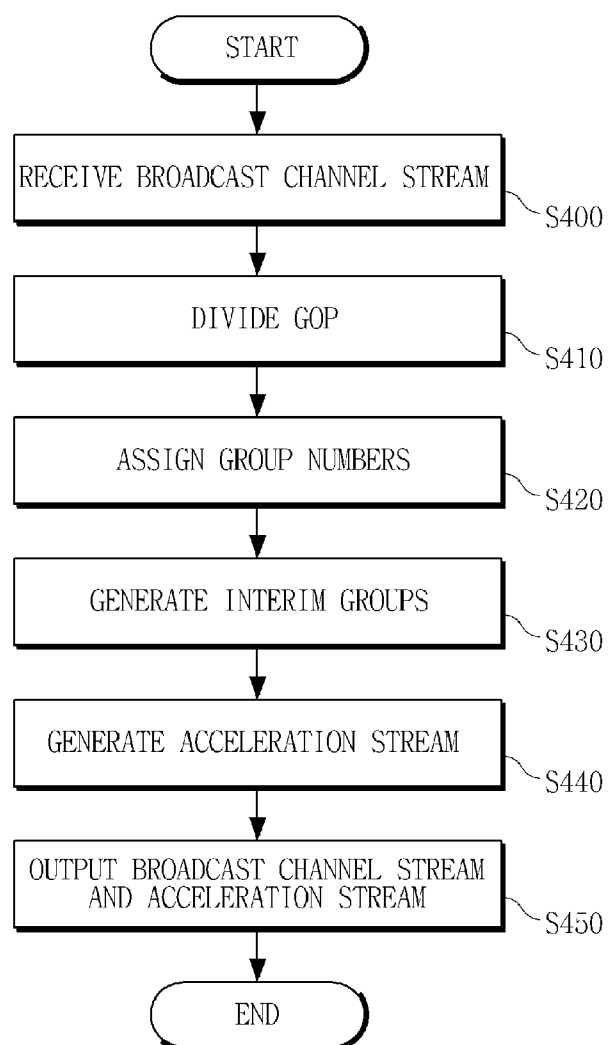 START
RECEIVE BROADCAST CHANNEL STREAM
S400
DIVIDE GOP
S410
ASSIGN GROUP NUMBERS
S420
GENERATE INTERIM GROUPS
S430
GENERATE ACCELERATION STREAM
S440
OUTPUT BROADCAST CHANNEL STREAM
AND ACCELERATION STREAM
S450
END